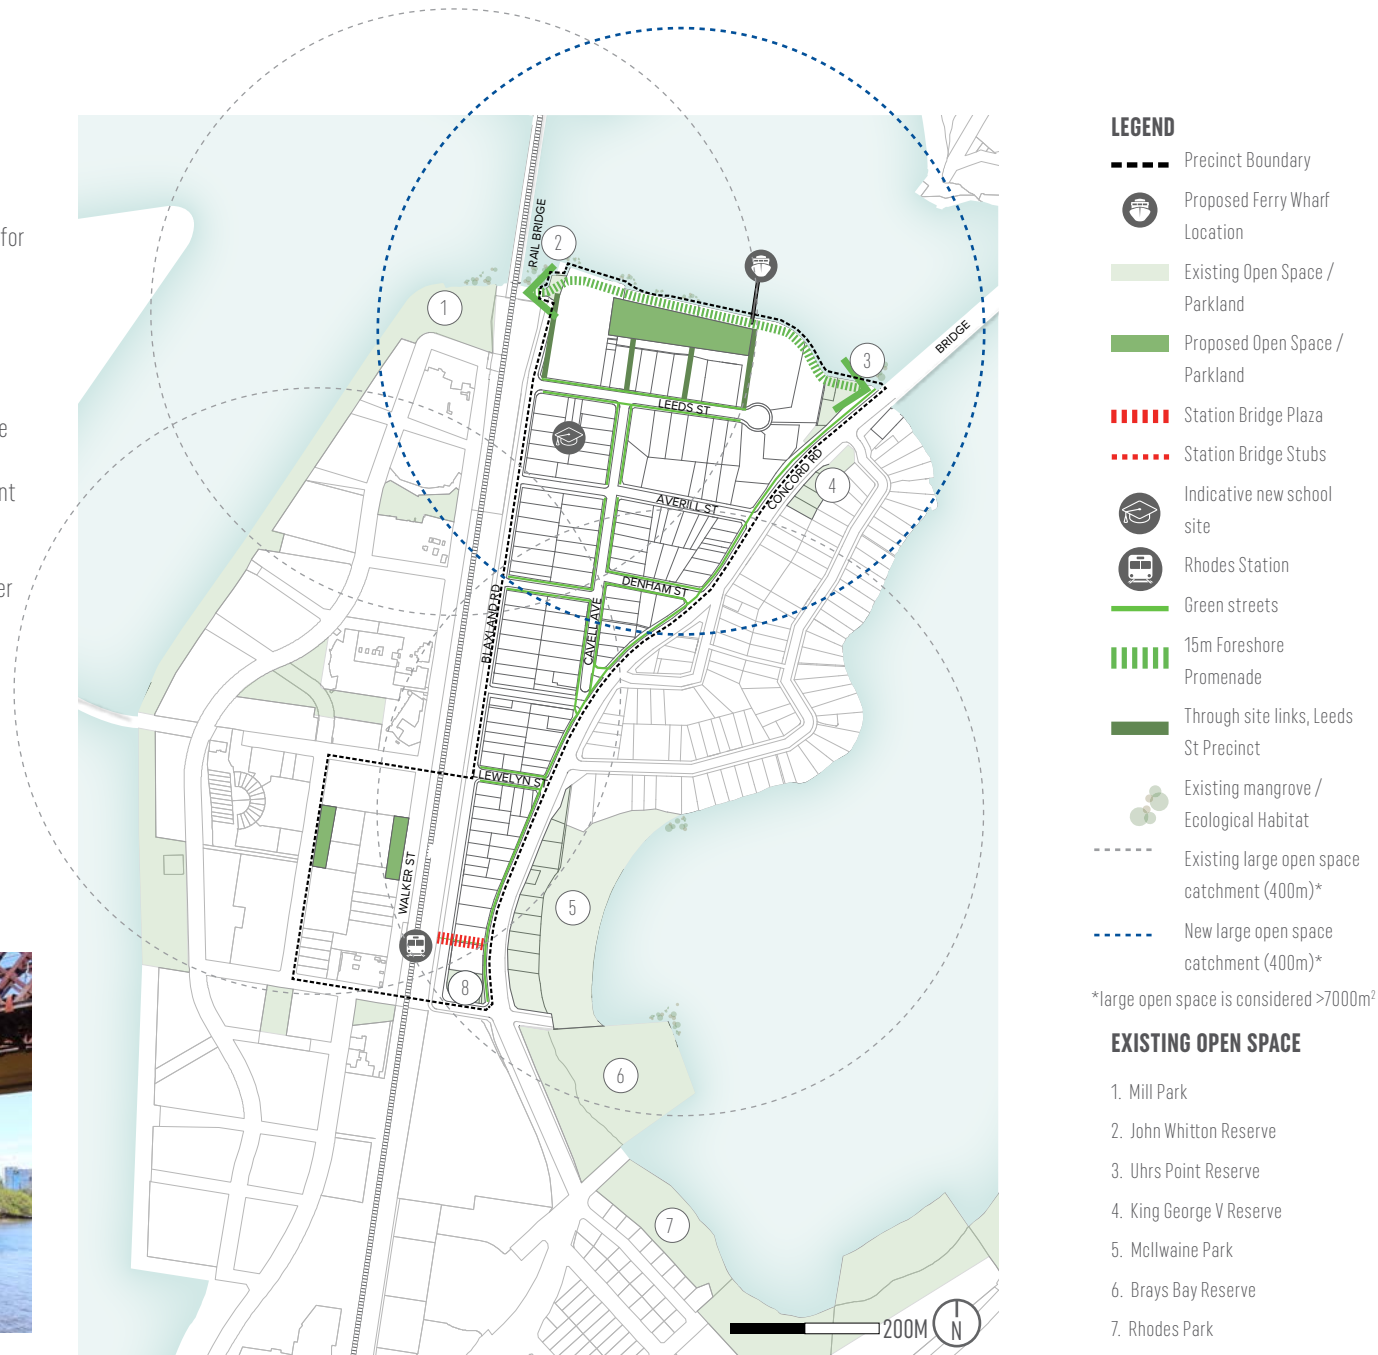 for
e
nt
er
RAIL BRIDGE
2
1
3
BRIDGE
LEEDS ST
CONCORD RD
4
AVERILL ST
DENHAM ST
BLAXLAND RD
CAVELL AVE
LLEWELYN ST
WALKER ST
5
8
6
7
200M
N
LEGEND
Precinct Boundary
Proposed Ferry Wharf
Location
Existing Open Space /
Parkland
Proposed Open Space /
Parkland
Station Bridge Plaza
Station Bridge Stubs
Indicative new school
site
Rhodes Station
Green streets
15m Foreshore
Promenade
Through site links, Leeds
St Precinct
Existing mangrove /
Ecological Habitat
Existing large open space
catchment (400m)*
New large open space
catchment (400m)*
*large open space is considered >7000m²
EXISTING OPEN SPACE
1. Mill Park
2. John Whitton Reserve
3. Uhrs Point Reserve
4. King George V Reserve
5. McIlwaine Park
6. Brays Bay Reserve
7. Rhodes Park